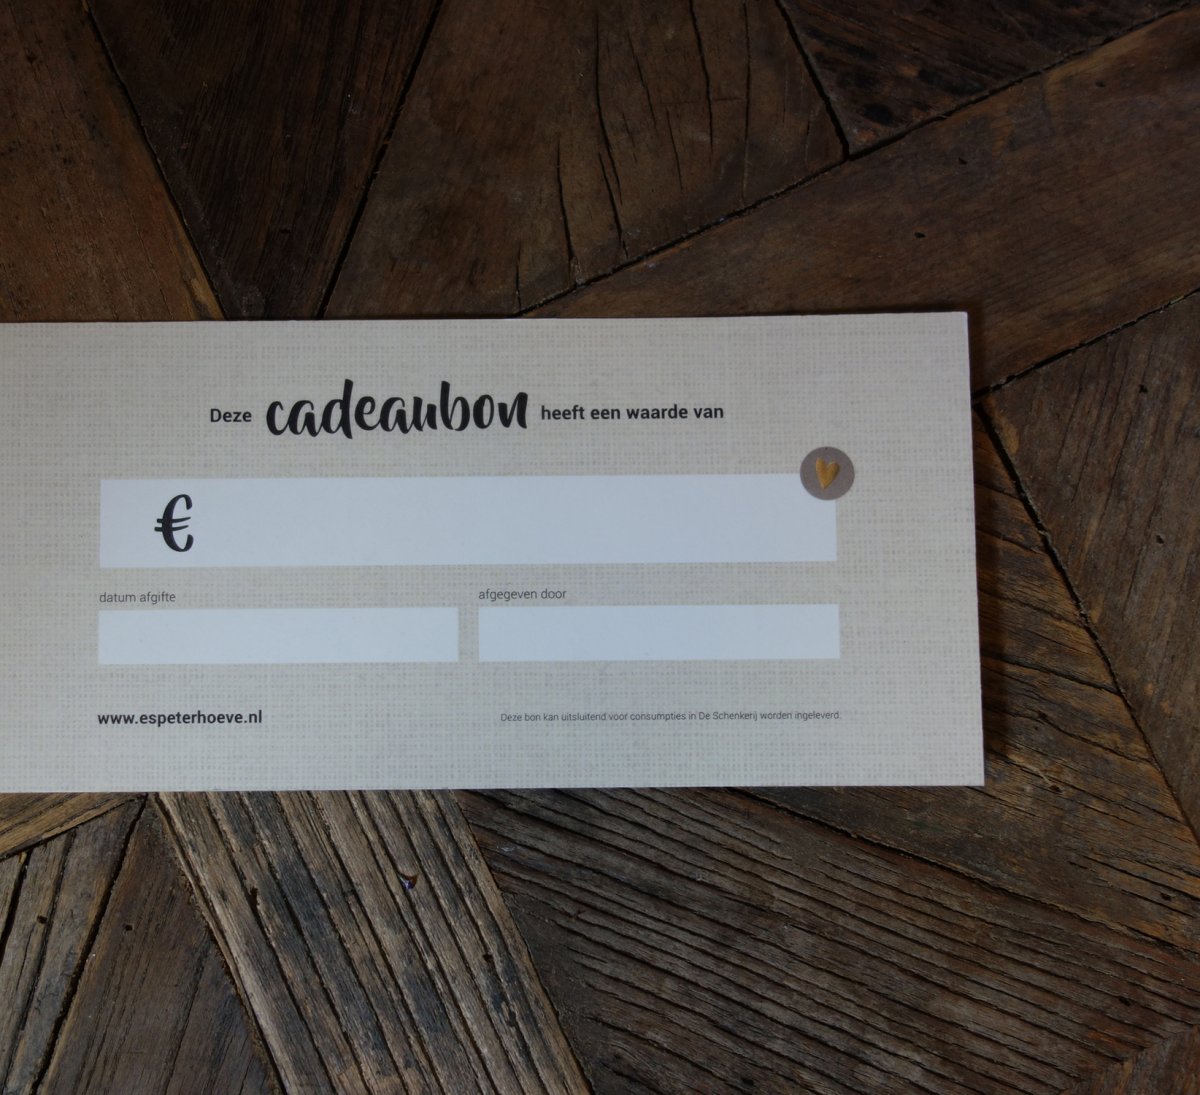 Deze cadeaubon heeft een waarde van
€
datum afgifte
afgegeven door
www.espeterhoeve.nl
Deze bon kan uitsluitend voor consumpties in De Schenkerij worden ingeleverd.